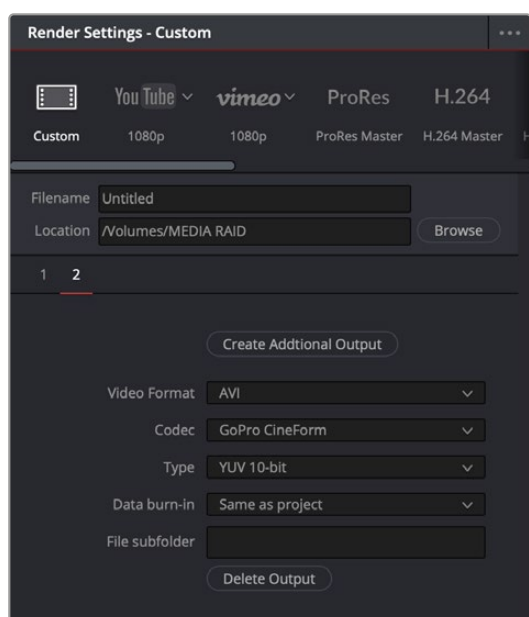 Render Settings - Custom
YouTube vimeo ProRes H.264
Custom 1080p 1080p ProRes Master H.264 Master H
Filename Untitled
Location /Volumes/MEDIA RAID Browse
1 2
Create Addtional Output
Video Format AVI
Codec GoPro CineForm
Type YUV 10-bit
Data burn-in Same as project
File subfolder
Delete Output